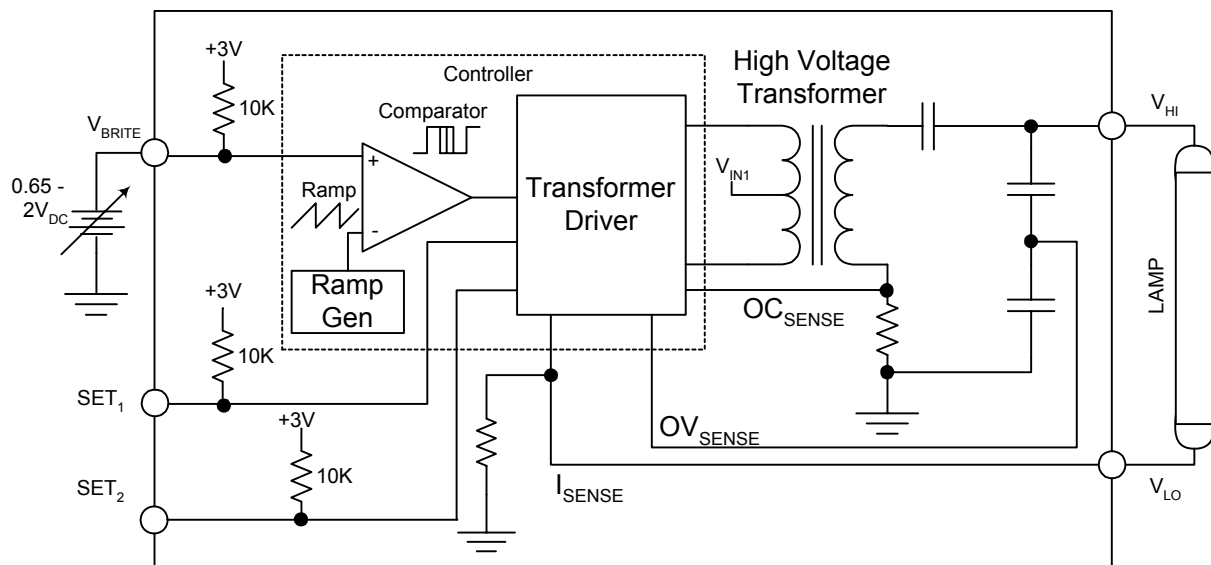 +3V
10K
V_BRITE
0.65 -
2V_DC
Controller
Comparator
Ramp
+
-
Ramp
Gen
Transformer
Driver
High Voltage
Transformer
V_IN1
V_HI
LAMP
OC_SENSE
+3V
10K
SET_1
+3V
10K
SET_2
OV_SENSE
I_SENSE
V_LO